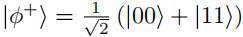 |ϕ⁺⟩ = 1/√2 (|00⟩ + |11⟩)